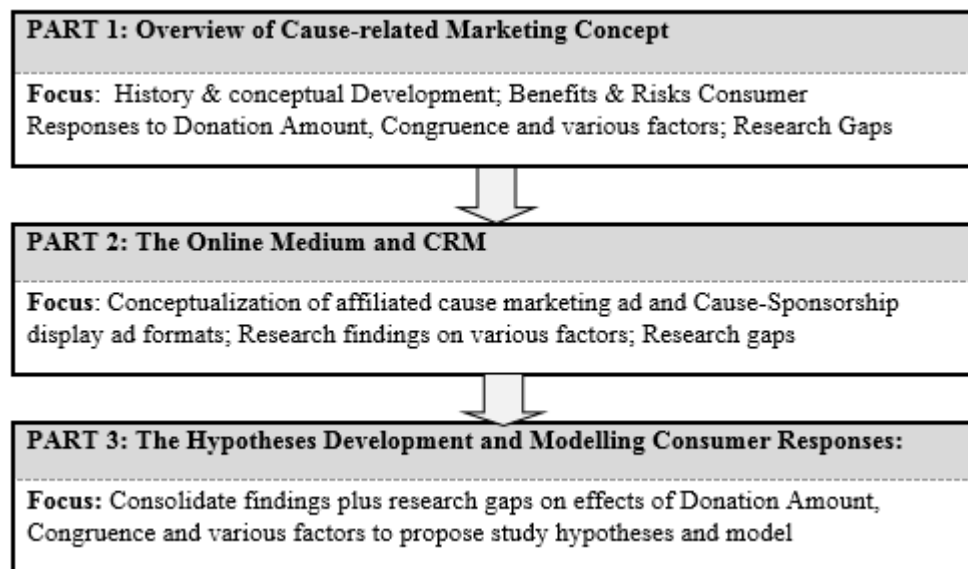 PART 1: Overview of Cause-related Marketing Concept
Focus: History & conceptual Development; Benefits & Risks Consumer
Responses to Donation Amount, Congruence and various factors; Research Gaps
PART 2: The Online Medium and CRM
Focus: Conceptualization of affiliated cause marketing ad and Cause-Sponsorship
display ad formats; Research findings on various factors; Research gaps
PART 3: The Hypotheses Development and Modelling Consumer Responses:
Focus: Consolidate findings plus research gaps on effects of Donation Amount,
Congruence and various factors to propose study hypotheses and model